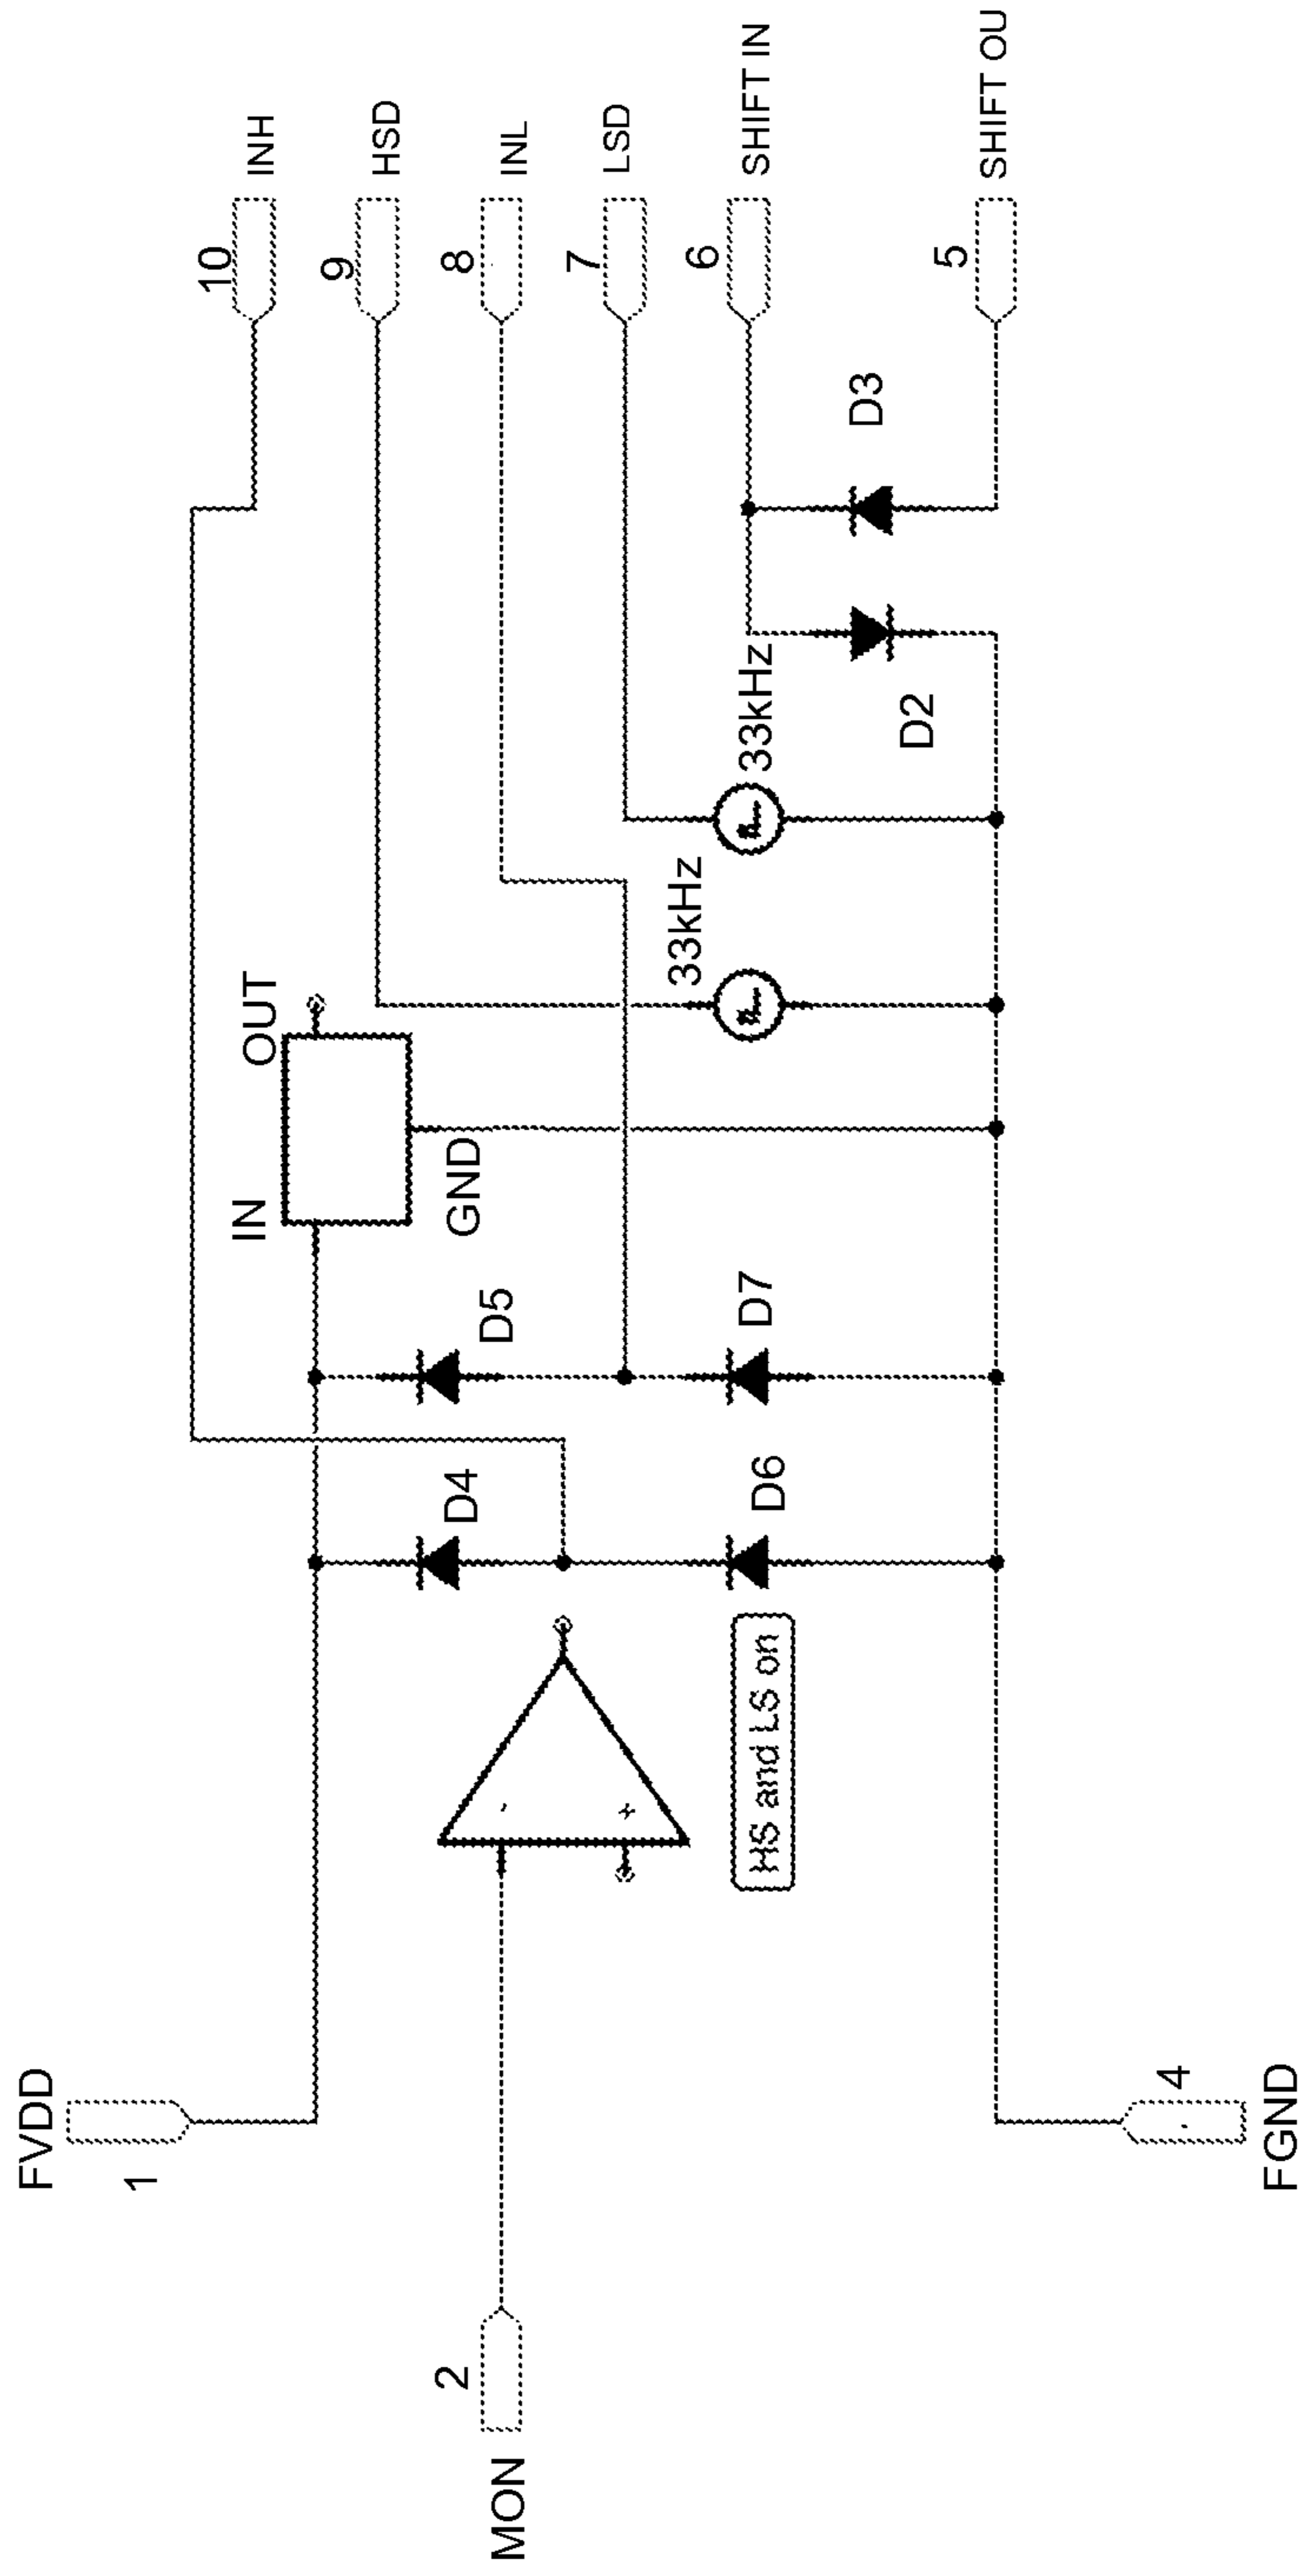 FVDD
1
MON
2
FGND
4
IN
OUT
GND
D4
D5
D6
D7
HS and LS on
33kHz
33kHz
D2
D3
10
INH
9
HSD
8
INL
7
LSD
6
SHIFT IN
5
SHIFT OU
-
+